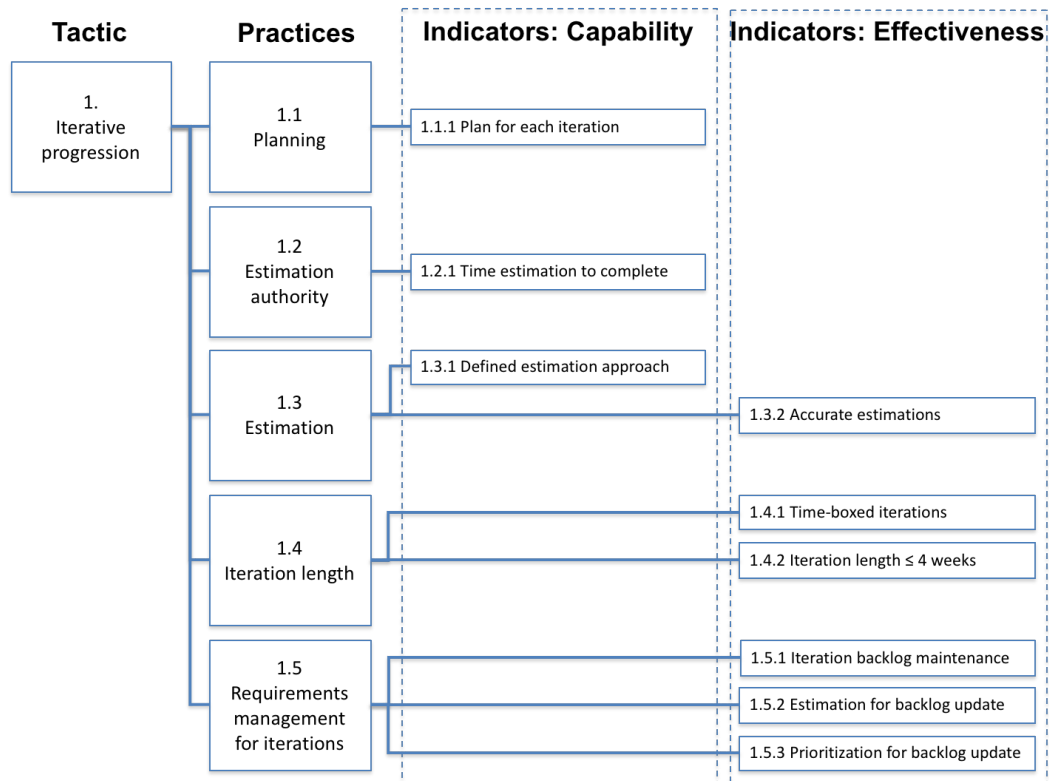 Tactic
Practices
Indicators: Capability
Indicators: Effectiveness
1.
Iterative
progression
1.1
Planning
1.1.1 Plan for each iteration
1.2
Estimation
authority
1.2.1 Time estimation to complete
1.3
Estimation
1.3.1 Defined estimation approach
1.3.2 Accurate estimations
1.4
Iteration length
1.4.1 Time-boxed iterations
1.4.2 Iteration length ≤ 4 weeks
1.5
Requirements
management
for iterations
1.5.1 Iteration backlog maintenance
1.5.2 Estimation for backlog update
1.5.3 Prioritization for backlog update